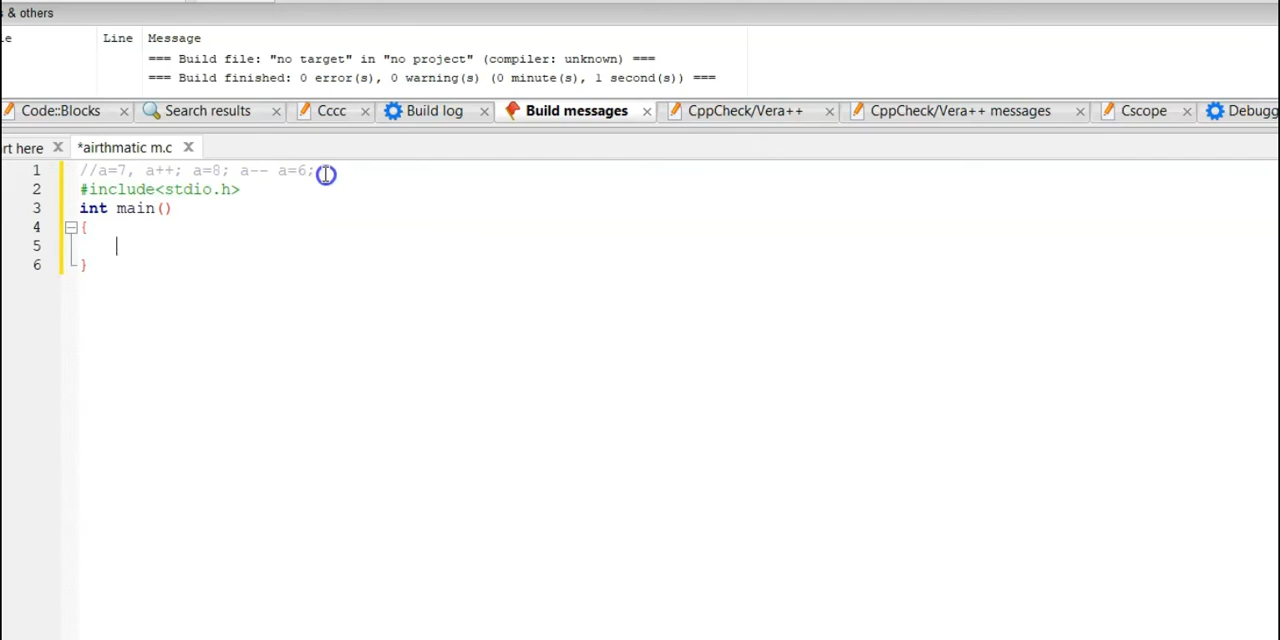 s & others
le Line Message
=== Build file: "no target" in "no project" (compiler: unknown) ===
=== Build finished: 0 error(s), 0 warning(s) (0 minute(s), 1 second(s)) ===
Code::Blocks Search results Cccc Build log Build messages CppCheck/Vera++ CppCheck/Vera++ messages Cscope Debugg
rt here *airthmatic m.c
1 //a=7, a++; a=8; a-- a=6;
2 #include<stdio.h>
3 int main()
4 {
5
6 }